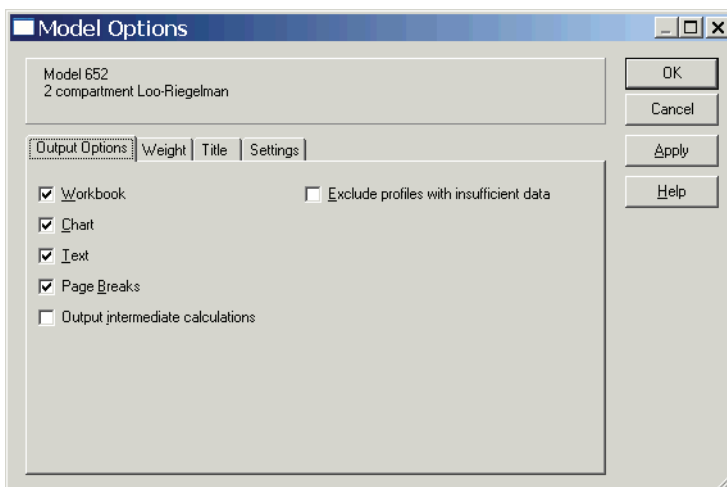 Model Options
Model 652
2 compartment Loo-Riegelman
OK
Cancel
Apply
Help
Output Options
Weight
Title
Settings
Workbook
Exclude profiles with insufficient data
Chart
Text
Page Breaks
Output intermediate calculations